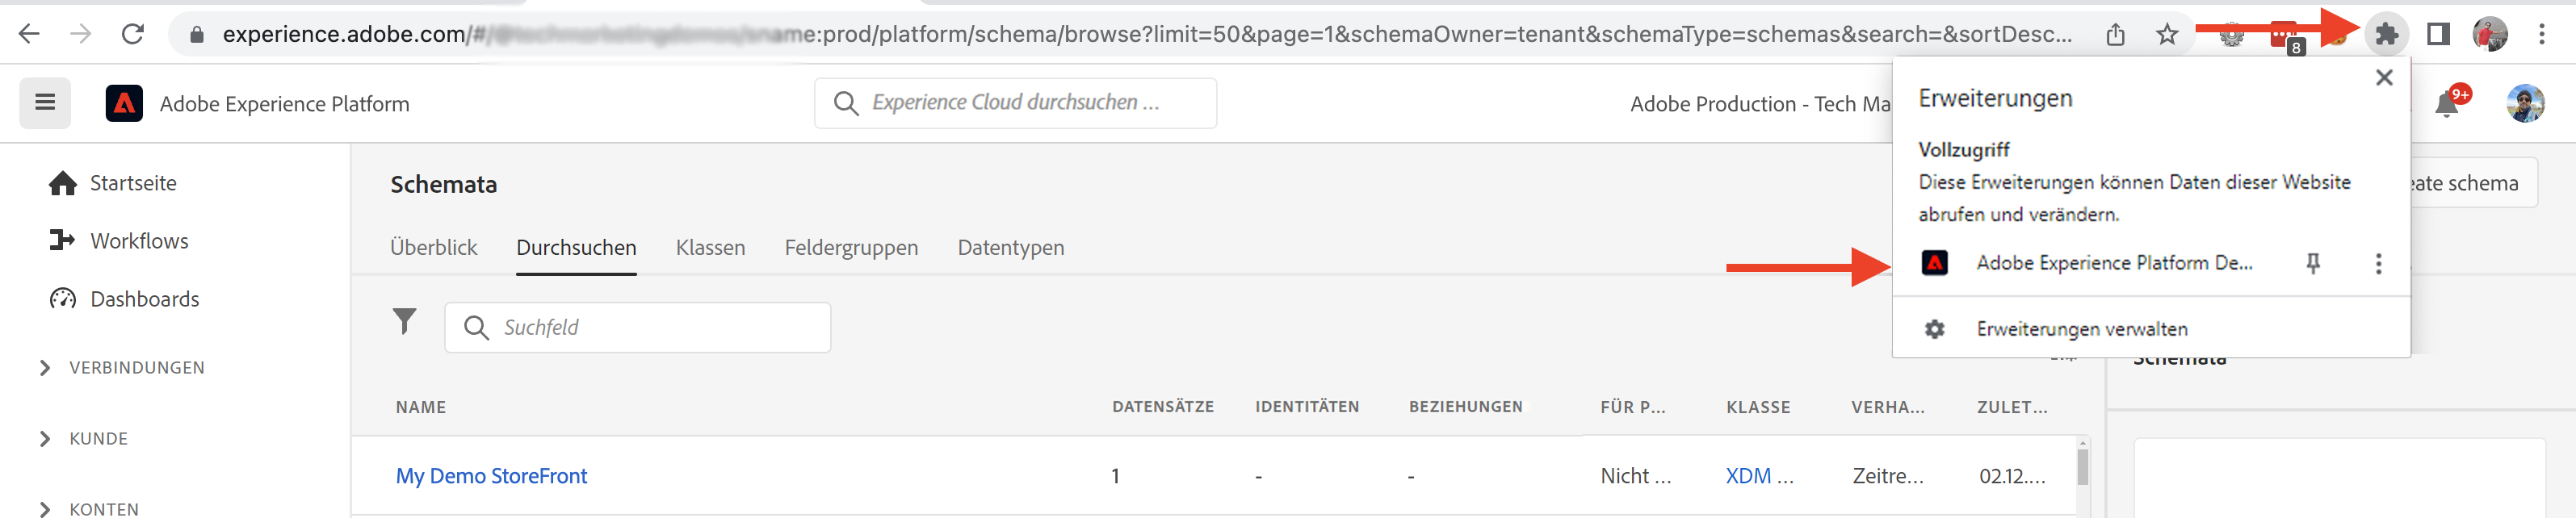 experience.adobe.com/#/ name:prod/platform/schema/browse?limit=50&page=1&schemaOwner=tenant&schemaType=schemas&search=&sortDesc...
8
Adobe Experience Platform
Experience Cloud durchsuchen ...
Adobe Production - Tech Ma
9+
Erweiterungen
Vollzugriff
Diese Erweiterungen können Daten dieser Website
abrufen und verändern.
Adobe Experience Platform De...
Erweiterungen verwalten
Startseite
Workflows
Dashboards
VERBINDUNGEN
KUNDE
KONTEN
Schemata
eate schema
Überblick
Durchsuchen
Klassen
Feldergruppen
Datentypen
Suchfeld
Schemata
NAME
DATENSÄTZE
IDENTITÄTEN
BEZIEHUNGEN
FÜR P...
KLASSE
VERHA...
ZULET...
My Demo StoreFront
1
-
-
Nicht ...
XDM ...
Zeitre...
02.12....